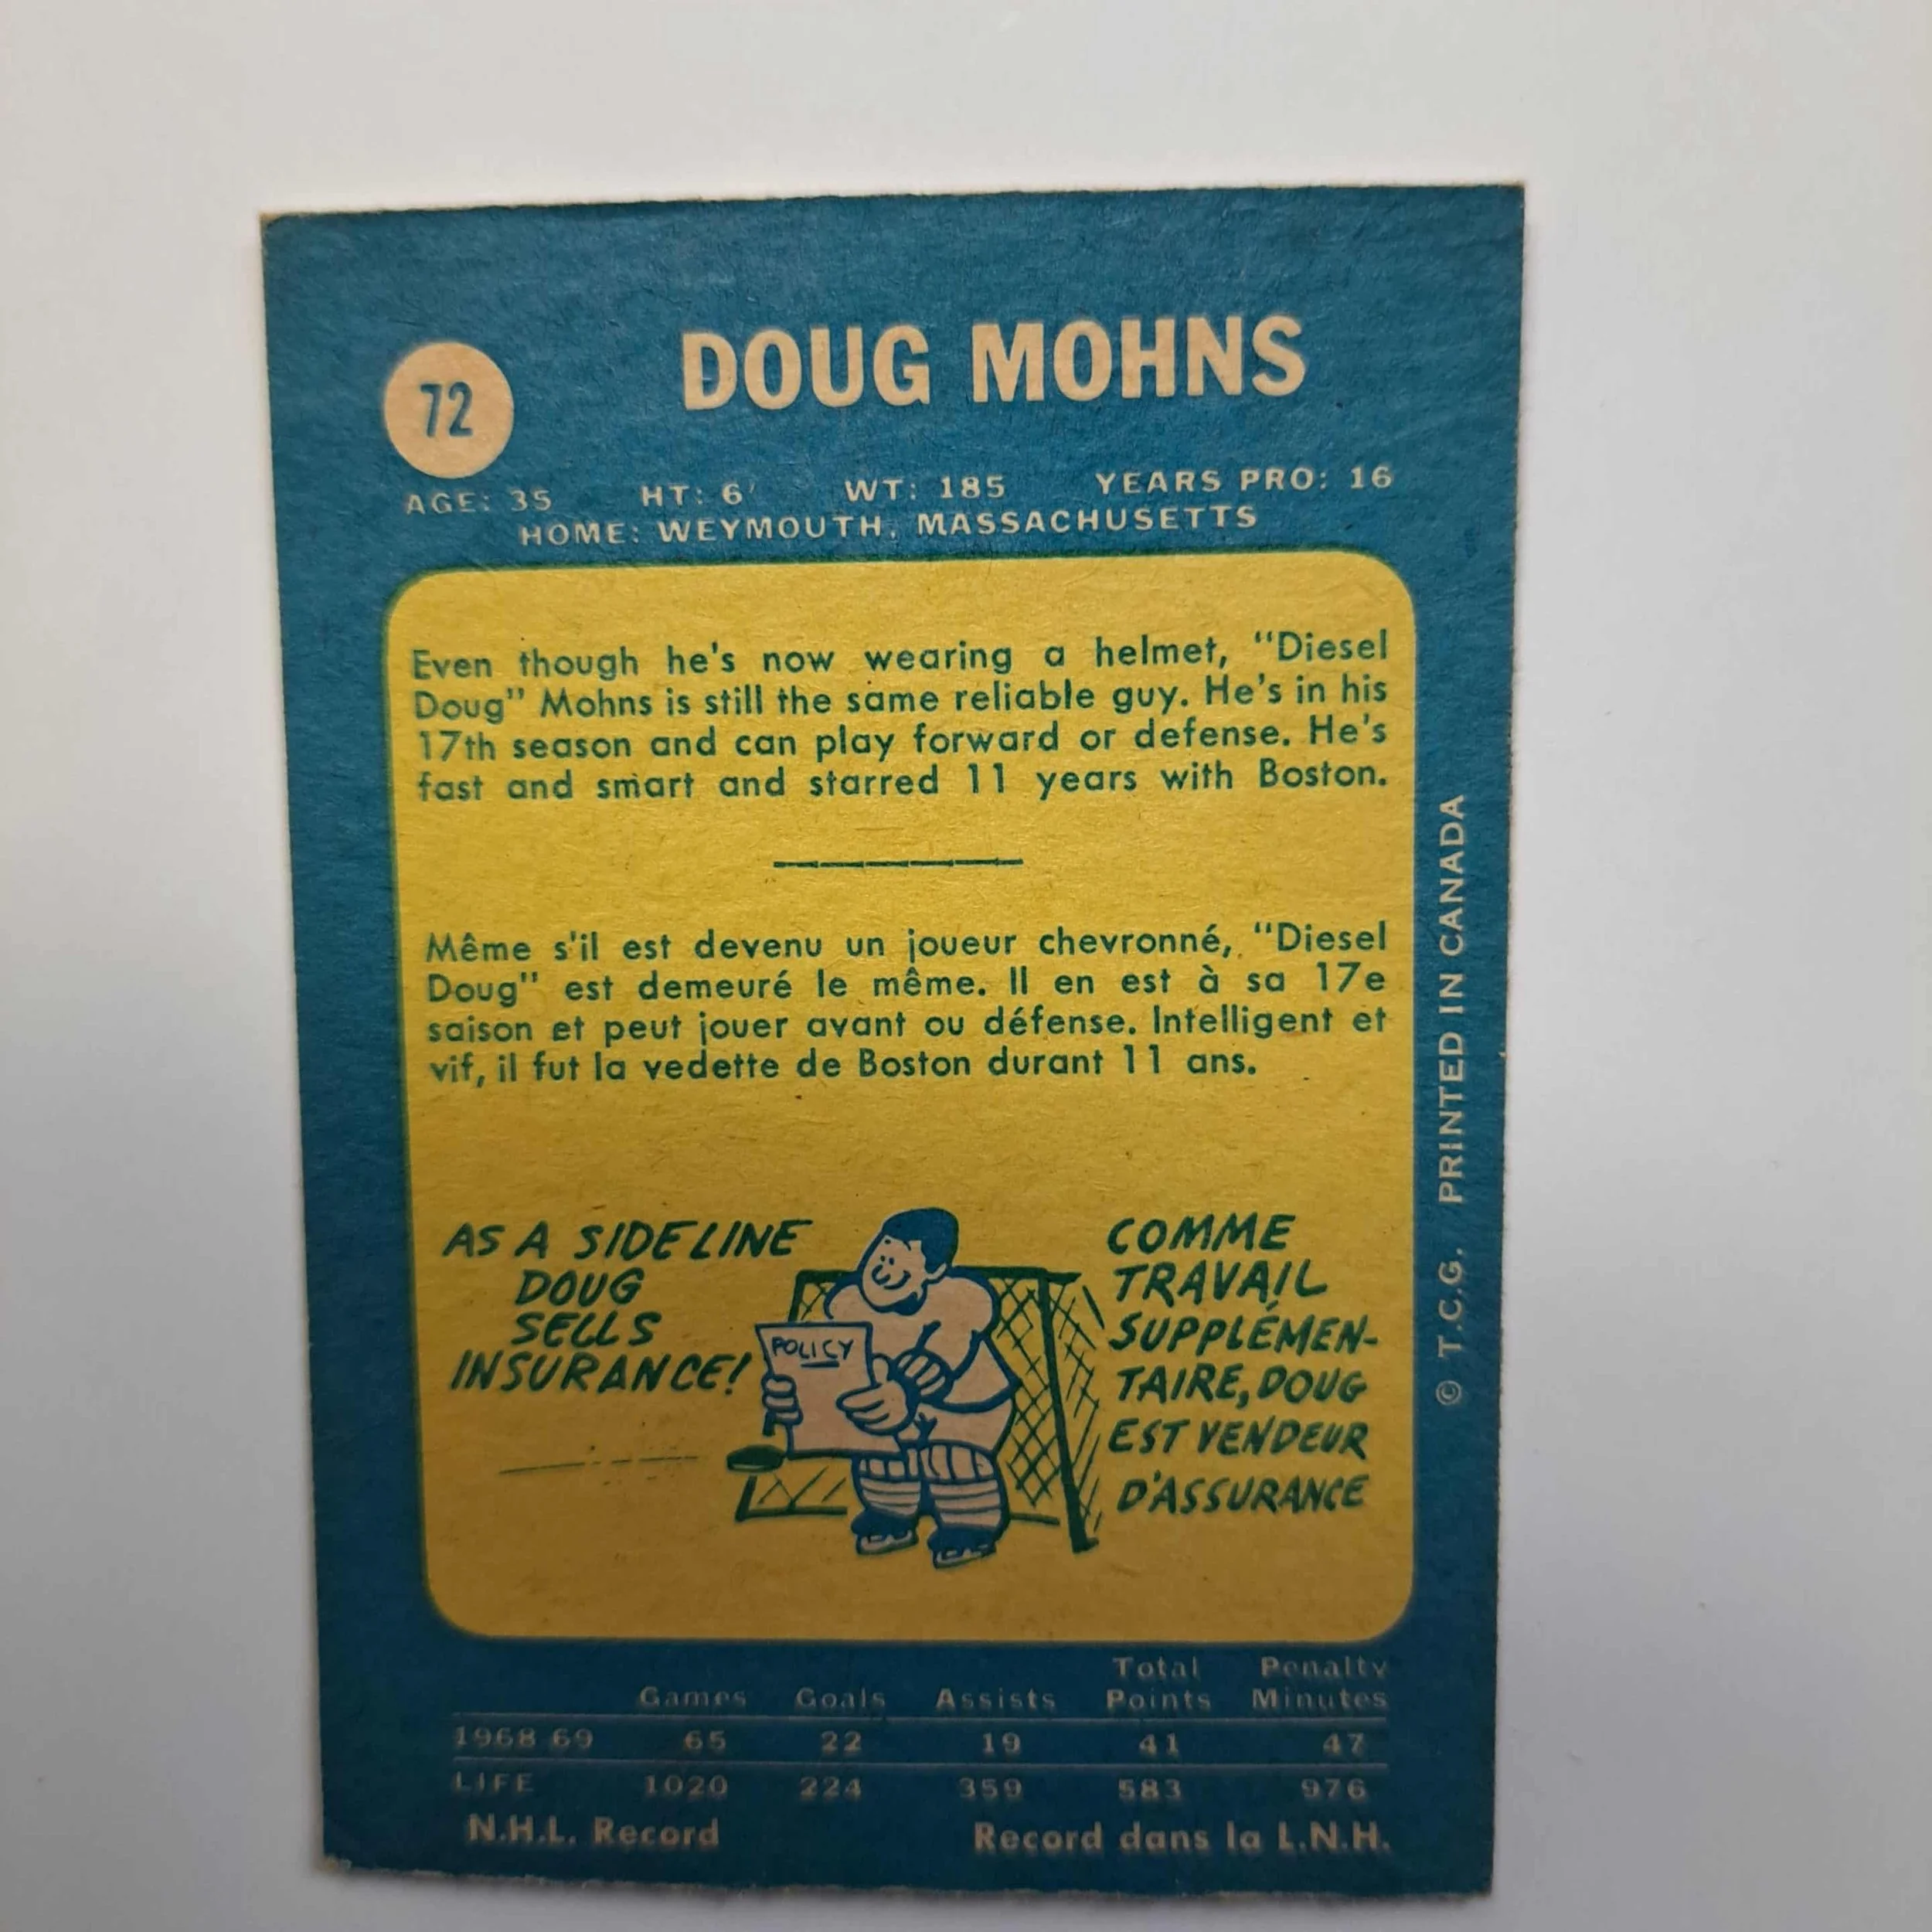 72
DOUG MOHNS
AGE: 35 HT: 6' WT: 185 YEARS PRO: 16
HOME: WEYMOUTH, MASSACHUSETTS
Even though he's now wearing a helmet, "Diesel
Doug" Mohns is still the same reliable guy. He's in his
17th season and can play forward or defense. He's
fast and smart and starred 11 years with Boston.
Même s'il est devenu un joueur chevronné, "Diesel
Doug" est demeuré le même. Il en est à sa 17e
saison et peut jouer avant ou défense. Intelligent et
vif, il fut la vedette de Boston durant 11 ans.
AS A SIDELINE
DOUG
SELLS
INSURANCE!
POLICY
COMME
TRAVAIL
SUPPLÉMEN-
TAIRE, DOUG
EST VENDEUR
D'ASSURANCE
© T.C.G. PRINTED IN CANADA
Total Penalty
Games Goals Assists Points Minutes
1968 69 65 22 19 41 47
LIFE 1020 224 359 583 976
N.H.L. Record Record dans la L.N.H.